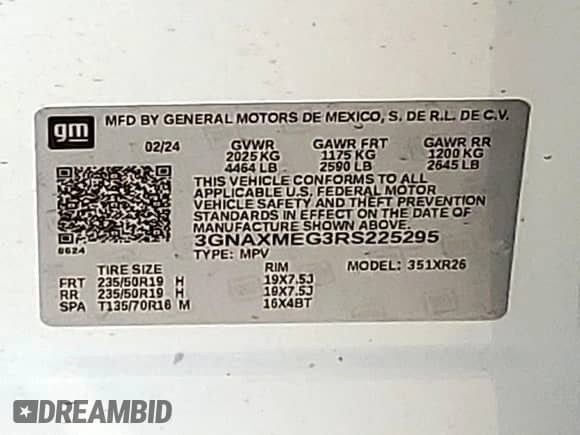 gm
MFD BY GENERAL MOTORS DE MEXICO, S. DE R.L. DE C.V.
02/24 GVWR GAWR FRT GAWR RR
2025 KG 1175 KG 1200 KG
4464 LB 2590 LB 2645 LB
THIS VEHICLE CONFORMS TO ALL
APPLICABLE U.S. FEDERAL MOTOR
VEHICLE SAFETY AND THEFT PREVENTION
STANDARDS IN EFFECT ON THE DATE OF
MANUFACTURE SHOWN ABOVE.
3GNAXMEG3RS225295
0624 TYPE: MPV MODEL: 351XR26
TIRE SIZE RIM
FRT 235/50R19 H 19X7.5J
RR 235/50R19 H 19X7.5J
SPA T135/70R16 M 16X4BT
DREAMBID